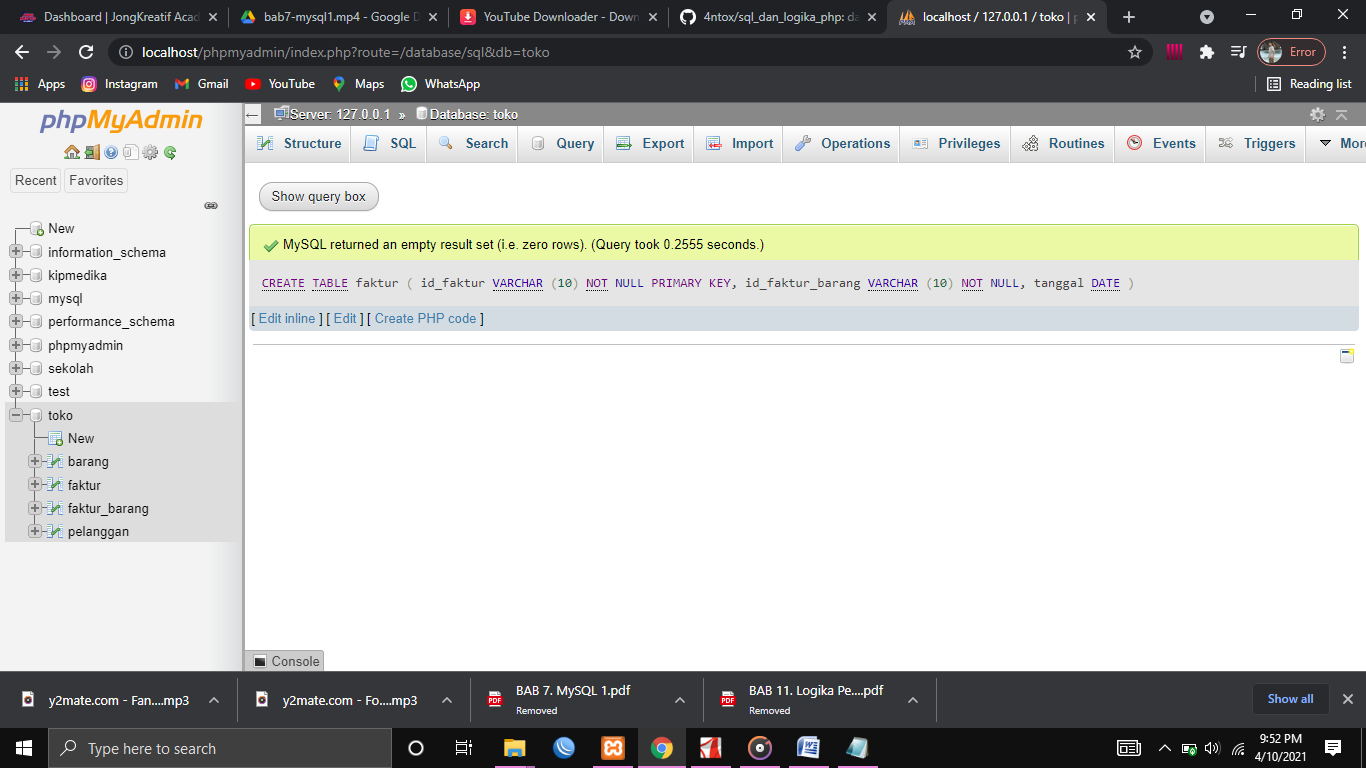 Dashboard | JongKreatif Acad
bab7-mysql1.mp4 - Google D
YouTube Downloader - Down
4ntox/sql_dan_logika_php: da
localhost / 127.0.0.1 / toko | p
localhost/phpmyadmin/index.php?route=/database/sql&db=toko
Error
Apps
Instagram
Gmail
YouTube
Maps
WhatsApp
Reading list
phpMyAdmin
Recent
Favorites
New
information_schema
kipmedika
mysql
performance_schema
phpmyadmin
sekolah
test
toko
New
barang
faktur
faktur_barang
pelanggan
Server: 127.0.0.1 » Database: toko
Structure
SQL
Search
Query
Export
Import
Operations
Privileges
Routines
Events
Triggers
More
Show query box
MySQL returned an empty result set (i.e. zero rows). (Query took 0.2555 seconds.)
CREATE TABLE faktur ( id_faktur VARCHAR (10) NOT NULL PRIMARY KEY, id_faktur_barang VARCHAR (10) NOT NULL, tanggal DATE )
[ Edit inline ] [ Edit ] [ Create PHP code ]
Console
y2mate.com - Fan....mp3
y2mate.com - Fo....mp3
BAB 7. MySQL 1.pdf
Removed
BAB 11. Logika Pe....pdf
Removed
Show all
Type here to search
9:52 PM
4/10/2021